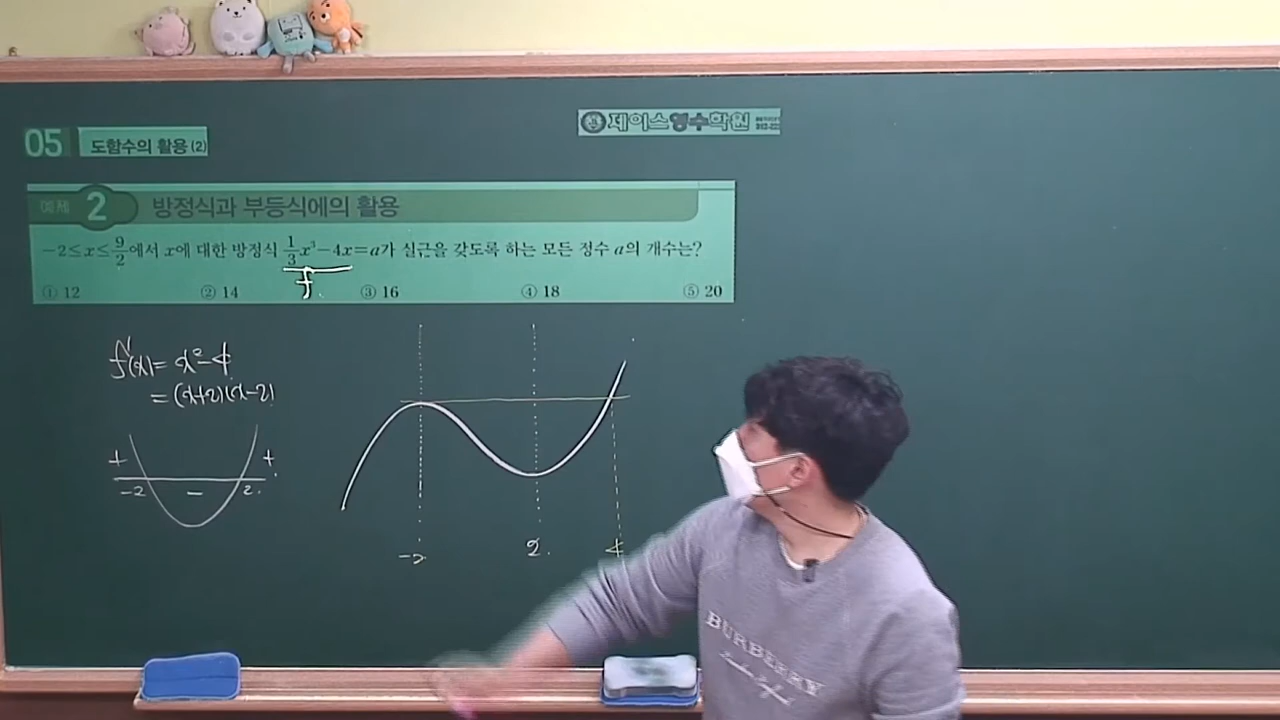 05 도함수의 활용 (2)
제이스영수학원
예제 2 방정식과 부등식에의 활용
-2≤x≤9/2에서 x에 대한 방정식 1/3x³-4x=a가 실근을 갖도록 하는 모든 정수 a의 개수는?
f
① 12 ② 14 ③ 16 ④ 18 ⑤ 20
f'(x)= x²-4
=(x+2)(x-2)
+ -2 - 2 +
-2 2 4
BURBERRY